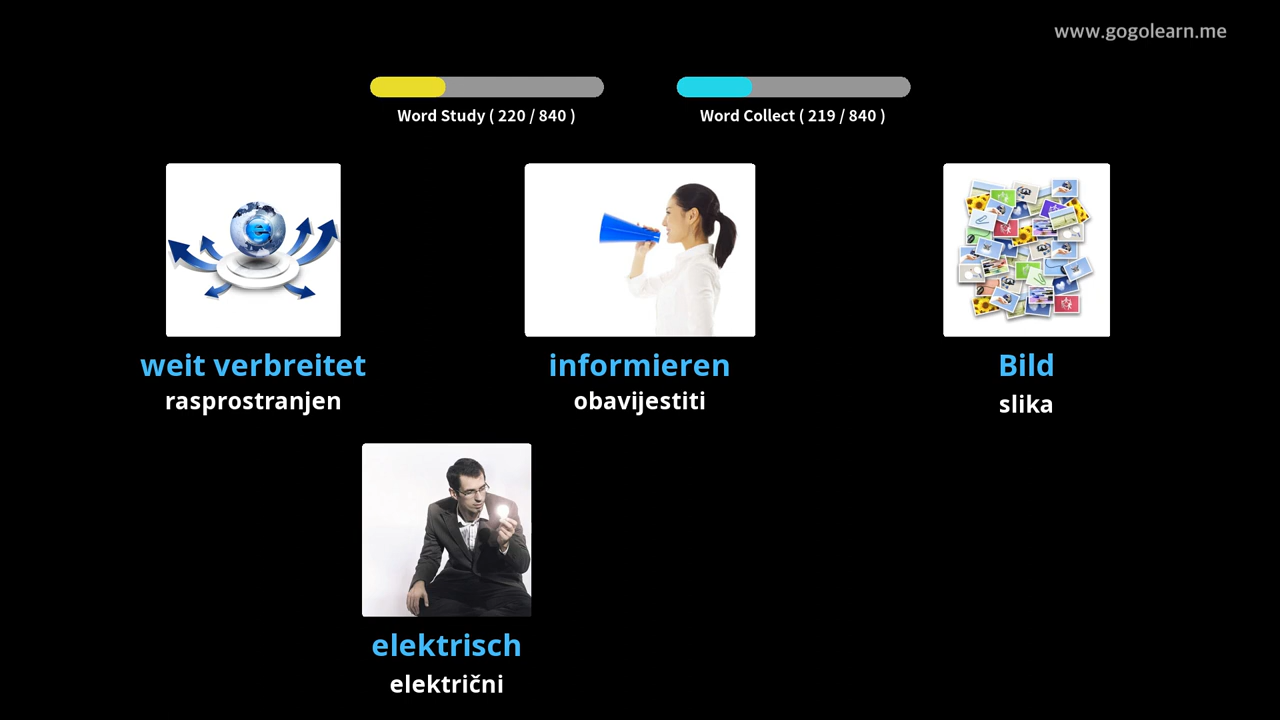 www.gogolearn.me
Word Study ( 220 / 840 )
Word Collect ( 219 / 840 )
weit verbreitet
rasprostranjen
informieren
obavijestiti
Bild
slika
elektrisch
električni